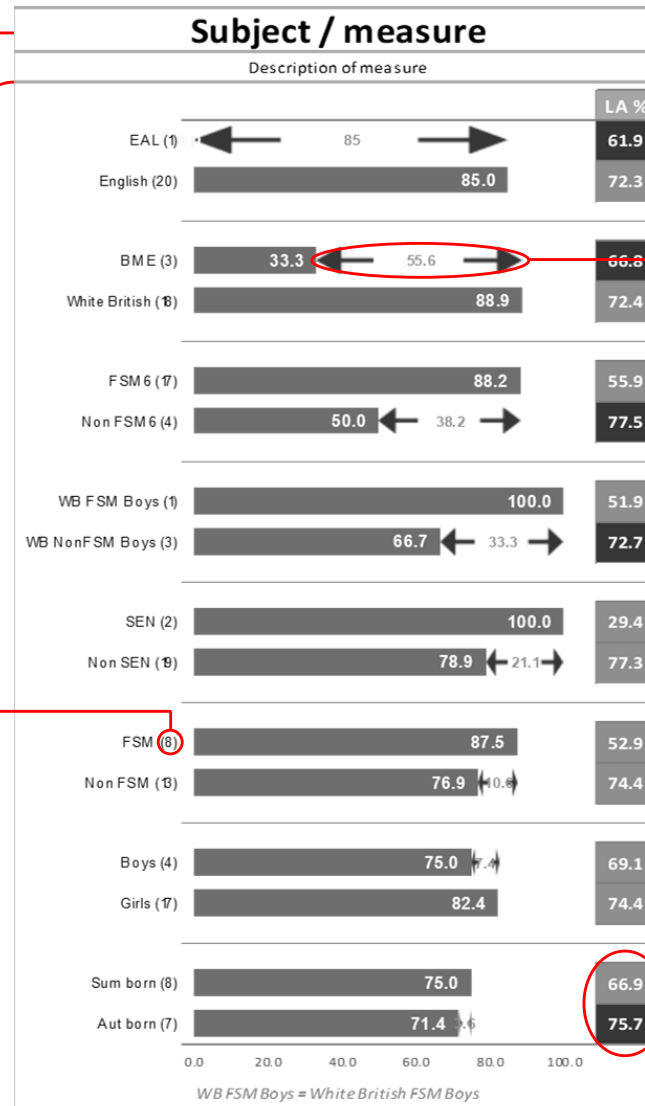 Subject / measure
Description of measure
LA %
EAL (1) 85 61.9
English (20) 85.0 72.3
BME (3) 33.3 55.6 66.8
White British (18) 88.9 72.4
FSM6 (17) 88.2 55.9
Non FSM6 (4) 50.0 38.2 77.5
WB FSM Boys (1) 100.0 51.9
WB NonFSM Boys (3) 66.7 33.3 72.7
SEN (2) 100.0 29.4
Non SEN (19) 78.9 21.1 77.3
FSM (8) 87.5 52.9
Non FSM (13) 76.9 10.6 74.4
Boys (4) 75.0 7.4 69.1
Girls (17) 82.4 74.4
Sum born (8) 75.0 66.9
Aut born (7) 71.4 75.7
0.0 20.0 40.0 60.0 80.0 100.0
WB FSM Boys = White British FSM Boys